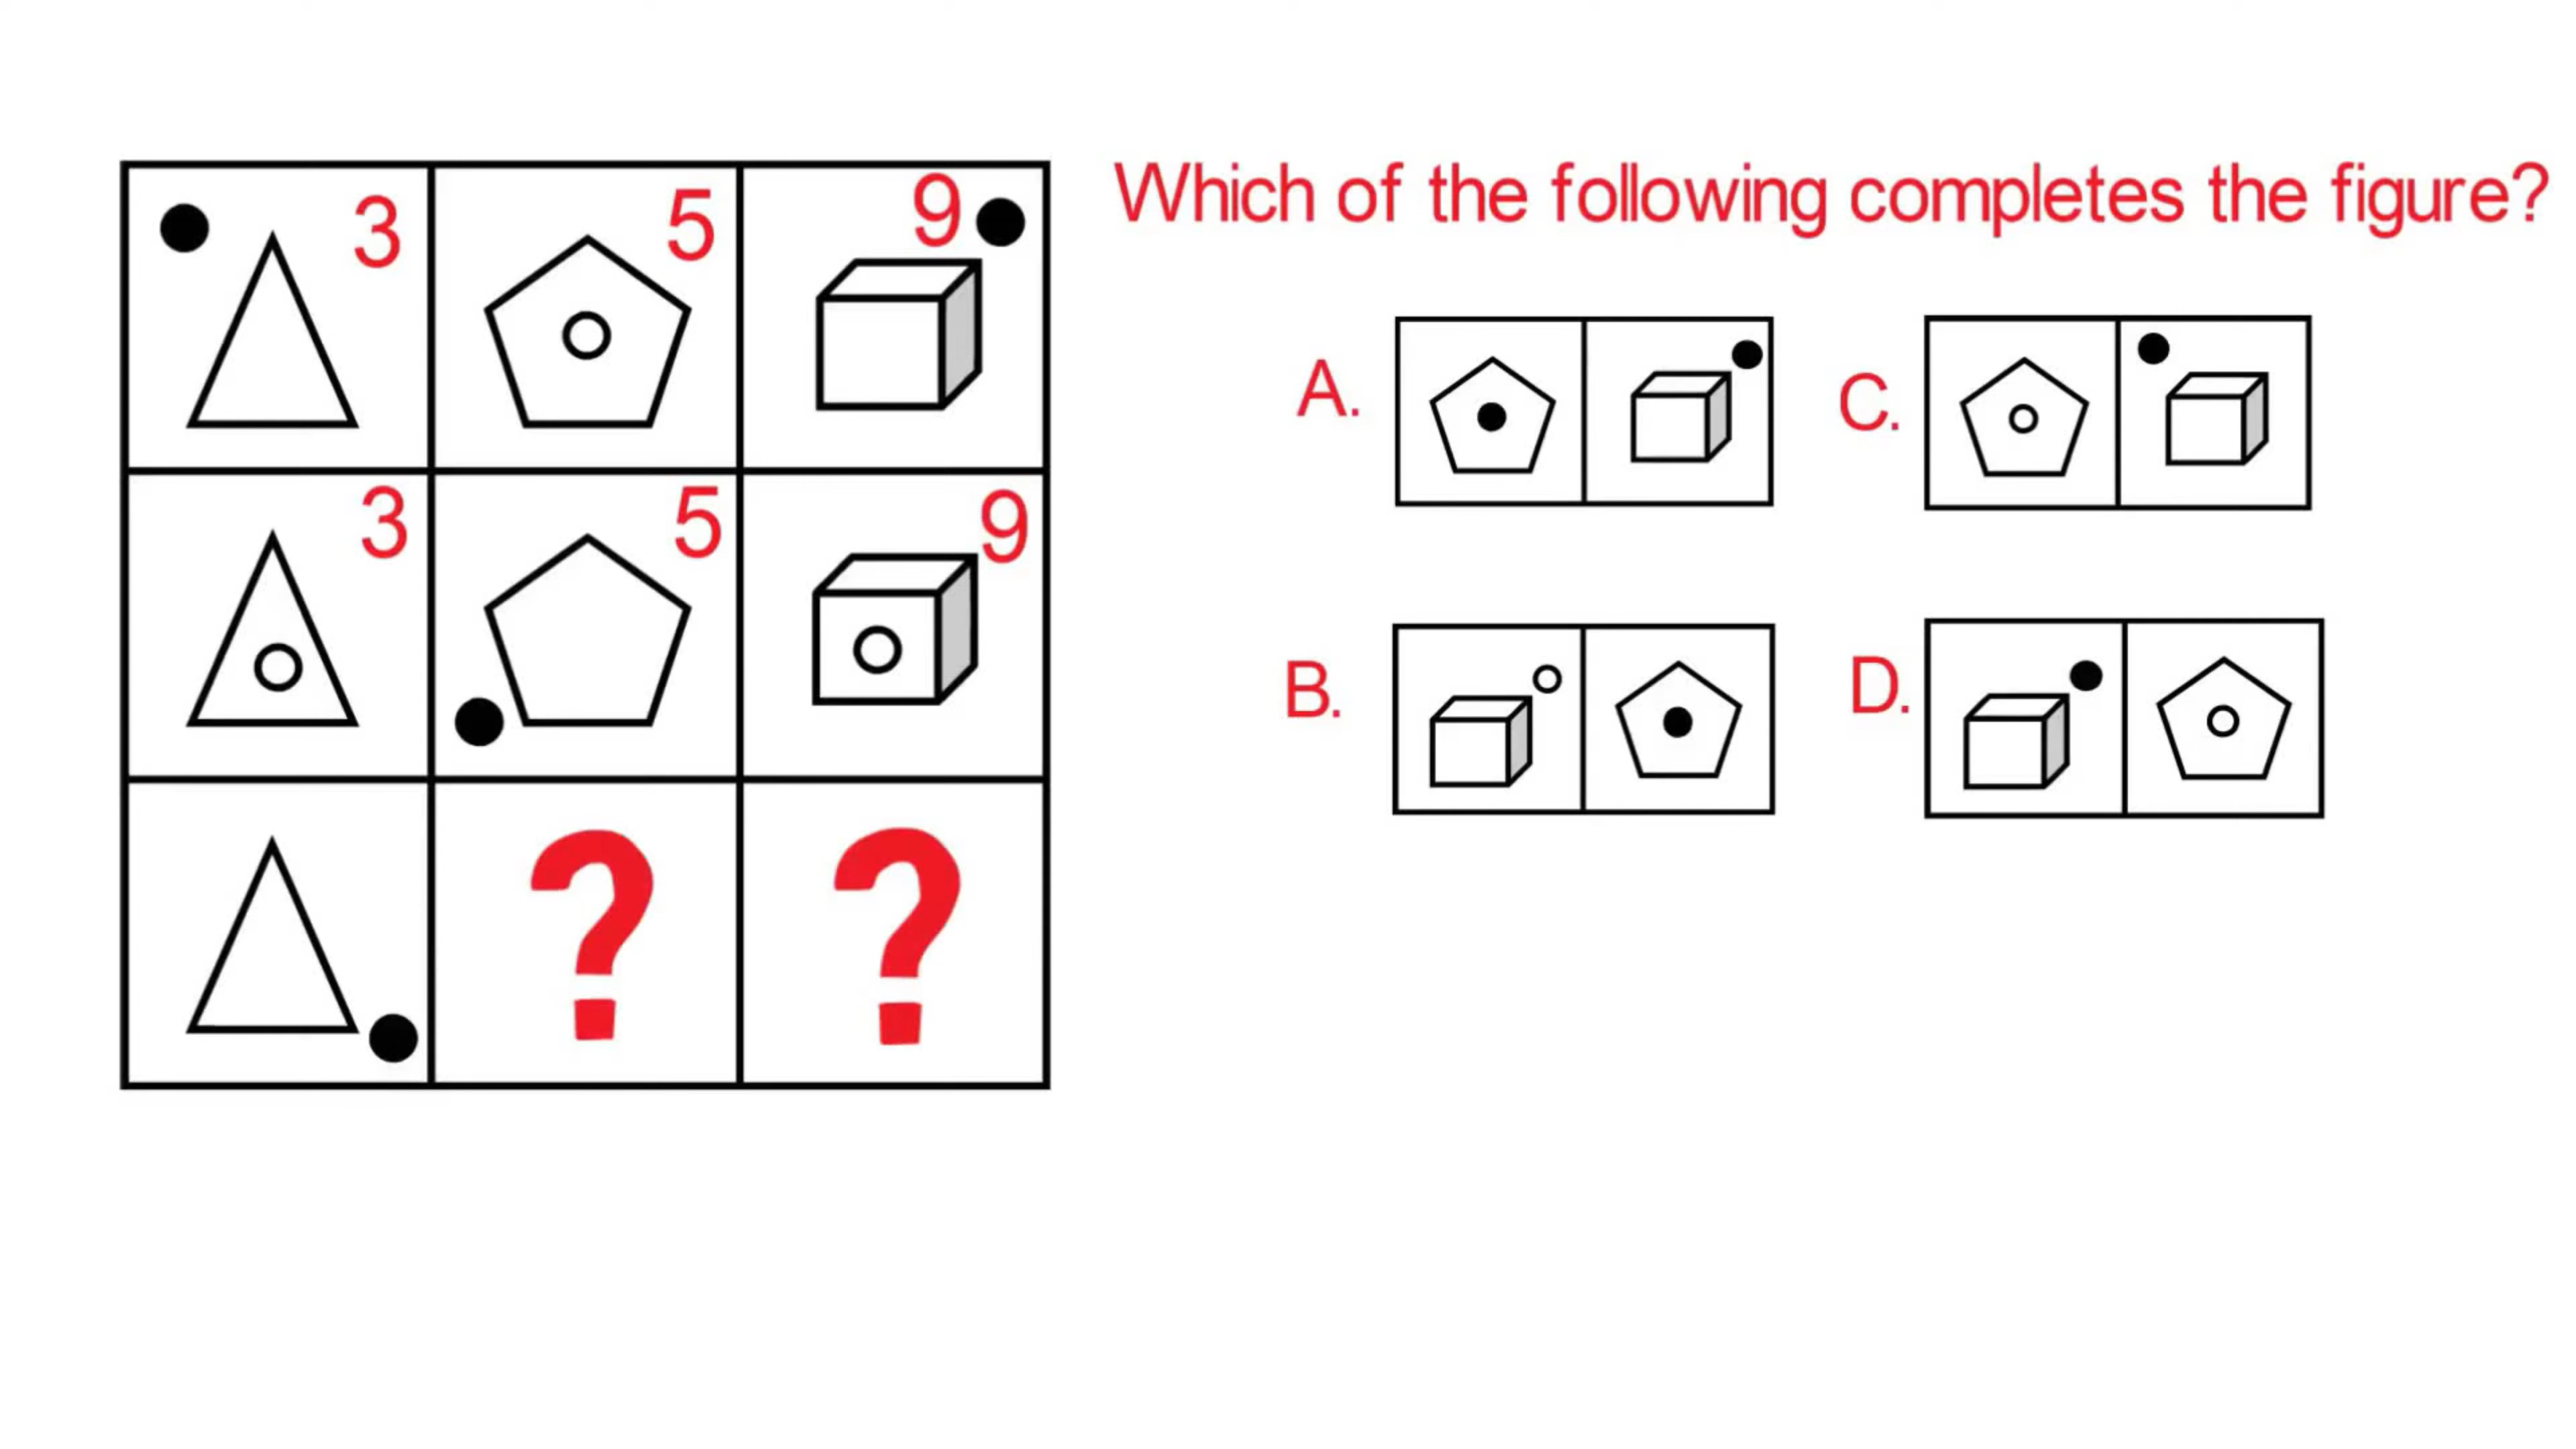 3 5 9
3 5 9
? ?
Which of the following completes the figure?
A. C.
B. D.